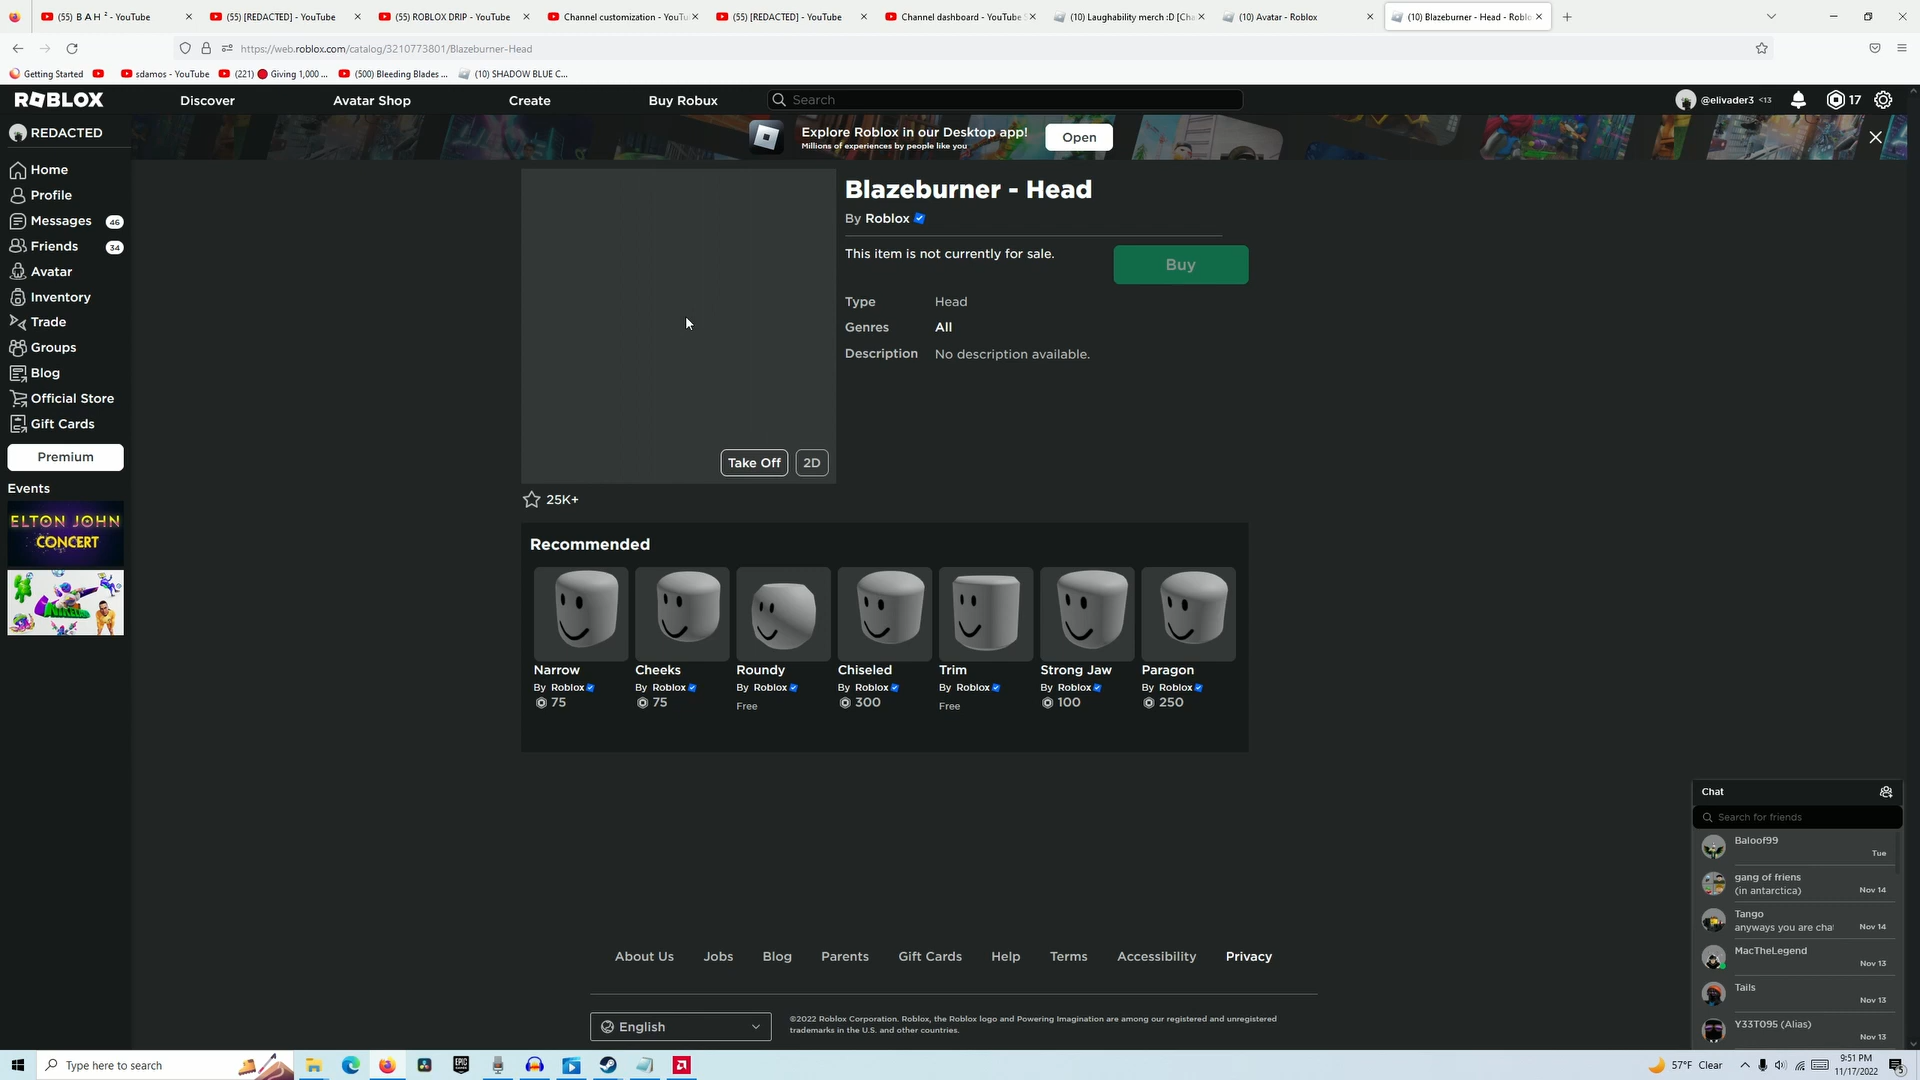 (55) B A H ² - YouTube
(55) [REDACTED] - YouTube
(55) ROBLOX DRIP - YouTube
Channel customization - YouTu
(55) [REDACTED] - YouTube
Channel dashboard - YouTube
(10) Laughability merch :D [Cha
(10) Avatar - Roblox
(10) Blazeburner - Head - Roblo
https://web.roblox.com/catalog/3210773801/Blazeburner-Head
Getting Started
sdamos - YouTube
(221) 🔴 Giving 1,000 ...
(500) Bleeding Blades ...
(10) SHADOW BLUE C...
ROBLOX
Discover
Avatar Shop
Create
Buy Robux
Search
@elivader3 <13
17
REDACTED
Explore Roblox in our Desktop app!
Millions of experiences by people like you
Open
Home
Profile
Messages 46
Friends 34
Avatar
Inventory
Trade
Groups
Blog
Official Store
Gift Cards
Premium
Events
ELTON JOHN
CONCERT
Blazeburner - Head
By Roblox
This item is not currently for sale.
Buy
Type Head
Genres All
Description No description available.
Take Off
2D
25K+
Recommended
Narrow
By Roblox
75
Cheeks
By Roblox
75
Roundy
By Roblox
Free
Chiseled
By Roblox
300
Trim
By Roblox
Free
Strong Jaw
By Roblox
100
Paragon
By Roblox
250
Chat
Search for friends
Baloof99
Tue
gang of friens
(in antarctica) Nov 14
Tango
anyways you are cha Nov 14
MacTheLegend
Nov 13
Tails
Nov 13
Y33TO95 (Alias)
Nov 13
About Us
Jobs
Blog
Parents
Gift Cards
Help
Terms
Accessibility
Privacy
English
©2022 Roblox Corporation. Roblox, the Roblox logo and Powering Imagination are among our registered and unregistered
trademarks in the U.S. and other countries.
Type here to search
57°F Clear
9:51 PM
11/17/2022
5